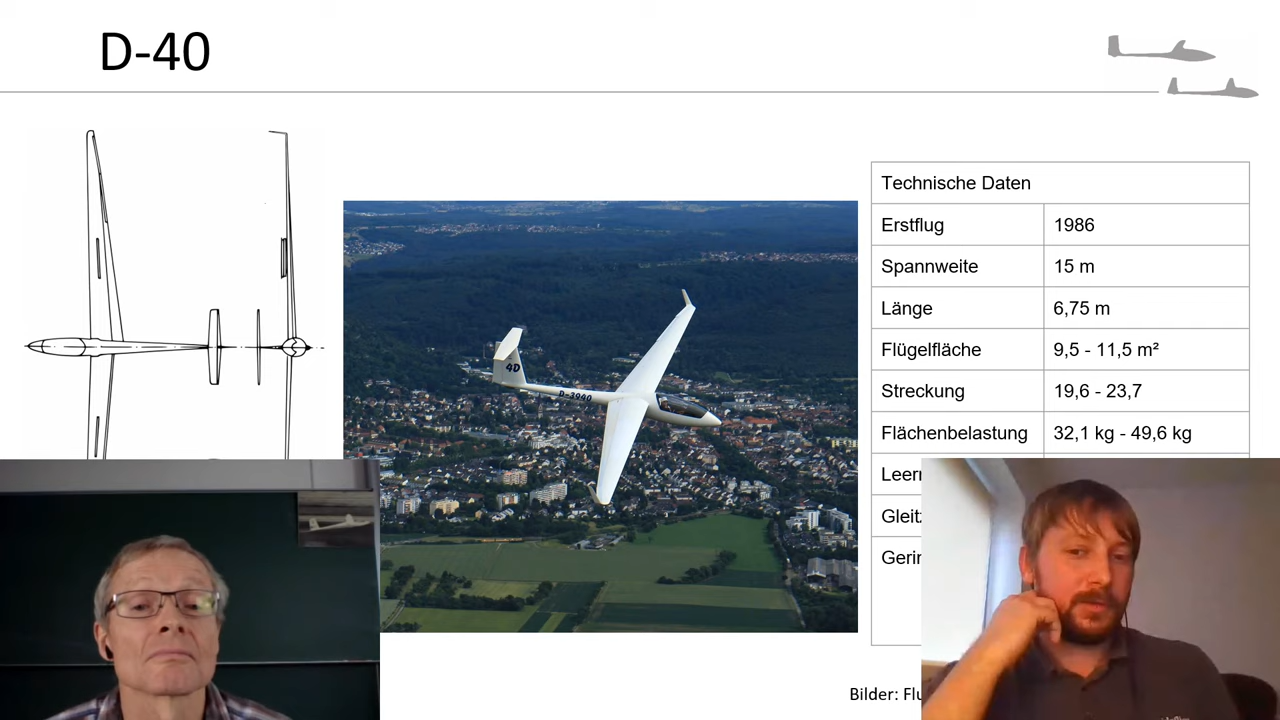 D-40
Technische Daten
Erstflug 1986
Spannweite 15 m
Länge 6,75 m
Flügelfläche 9,5 - 11,5 m²
Streckung 19,6 - 23,7
Flächenbelastung 32,1 kg - 49,6 kg
4D
D-3940
Bilder: